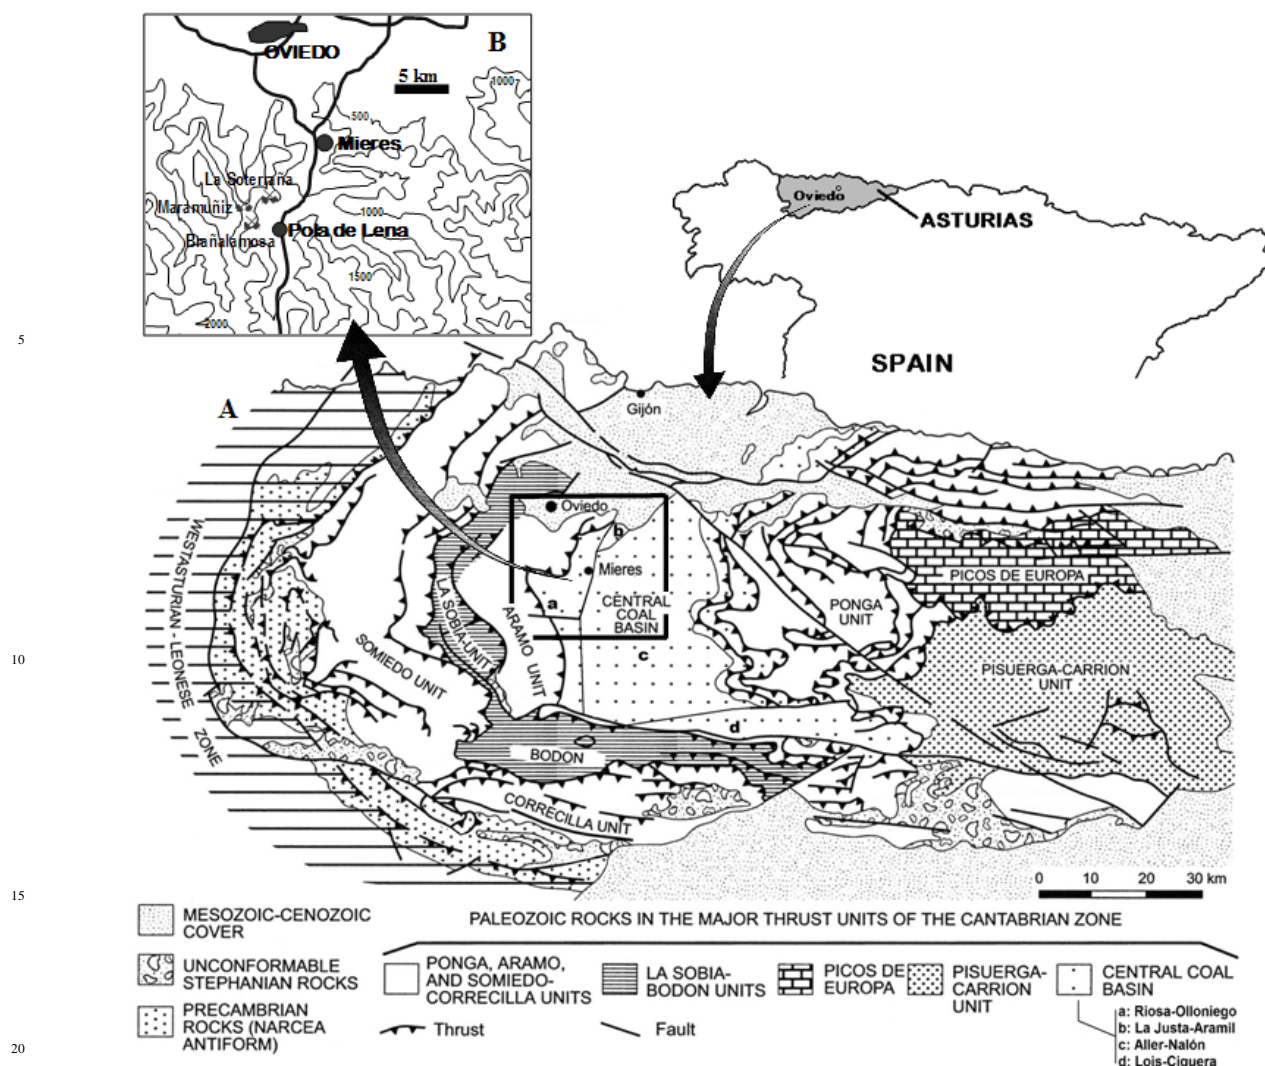 OVIEDO
B
5 km
1000
500
Mieres
La Soterraña
Maramuñiz
1000
Pola de Lena
Blañalamosa
1500
2000
Oviedo
ASTURIAS
SPAIN
5
A
Gijón
Oviedo
b
Mieres
WESTASTURIAN - LEONESE ZONE
LA SOBIA-UNIT
a
ARAMO UNIT
CENTRAL
COAL
BASIN
c
PICOS DE EUROPA
PONGA
UNIT
10
SOMIEDO UNIT
PISUERGA-CARRION
UNIT
d
BODON
CORRECILLA UNIT
0 10 20 30 km
15
MESOZOIC-CENOZOIC
COVER
UNCONFORMABLE
STEPHANIAN ROCKS
PRECAMBRIAN
ROCKS (NARCEA
ANTIFORM)
PALEOZOIC ROCKS IN THE MAJOR THRUST UNITS OF THE CANTABRIAN ZONE
PONGA, ARAMO,
AND SOMIEDO-
CORRECILLA UNITS
LA SOBIA-
BODON UNITS
PICOS DE
EUROPA
PISUERGA-
CARRION
UNIT
CENTRAL COAL
BASIN
Thrust
Fault
a: Riosa-Olloniego
b: La Justa-Aramil
c: Aller-Nalón
d: Lois-Ciguera
20